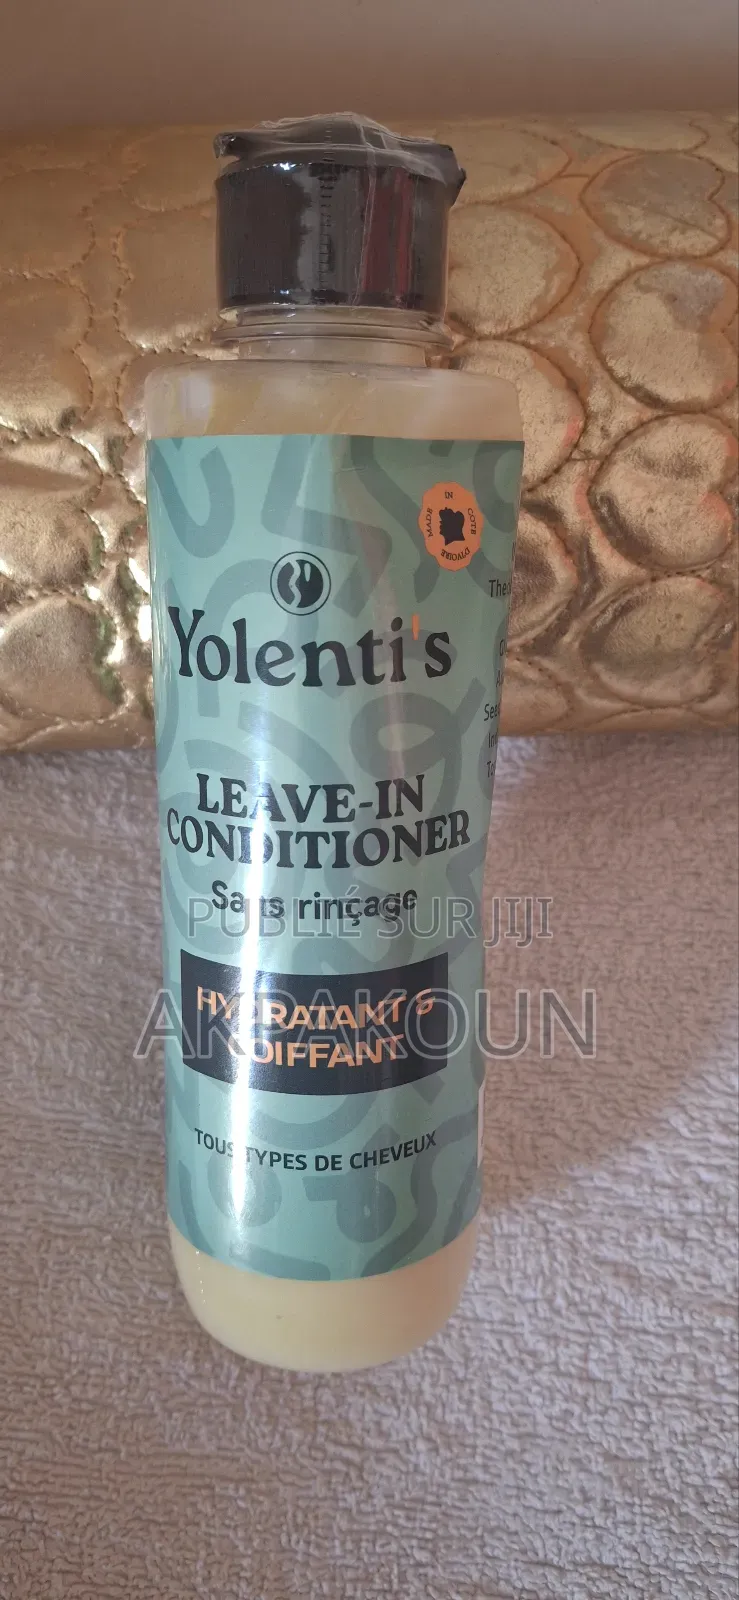 MADE IN COTE D'IVOIRE
Yolenti's
LEAVE-IN
CONDITIONER
Sans rinçage
PUBLIÉ SUR JIJI
HYDRATANT &
COIFFANT
AKPAKOUN
TOUS TYPES DE CHEVEUX